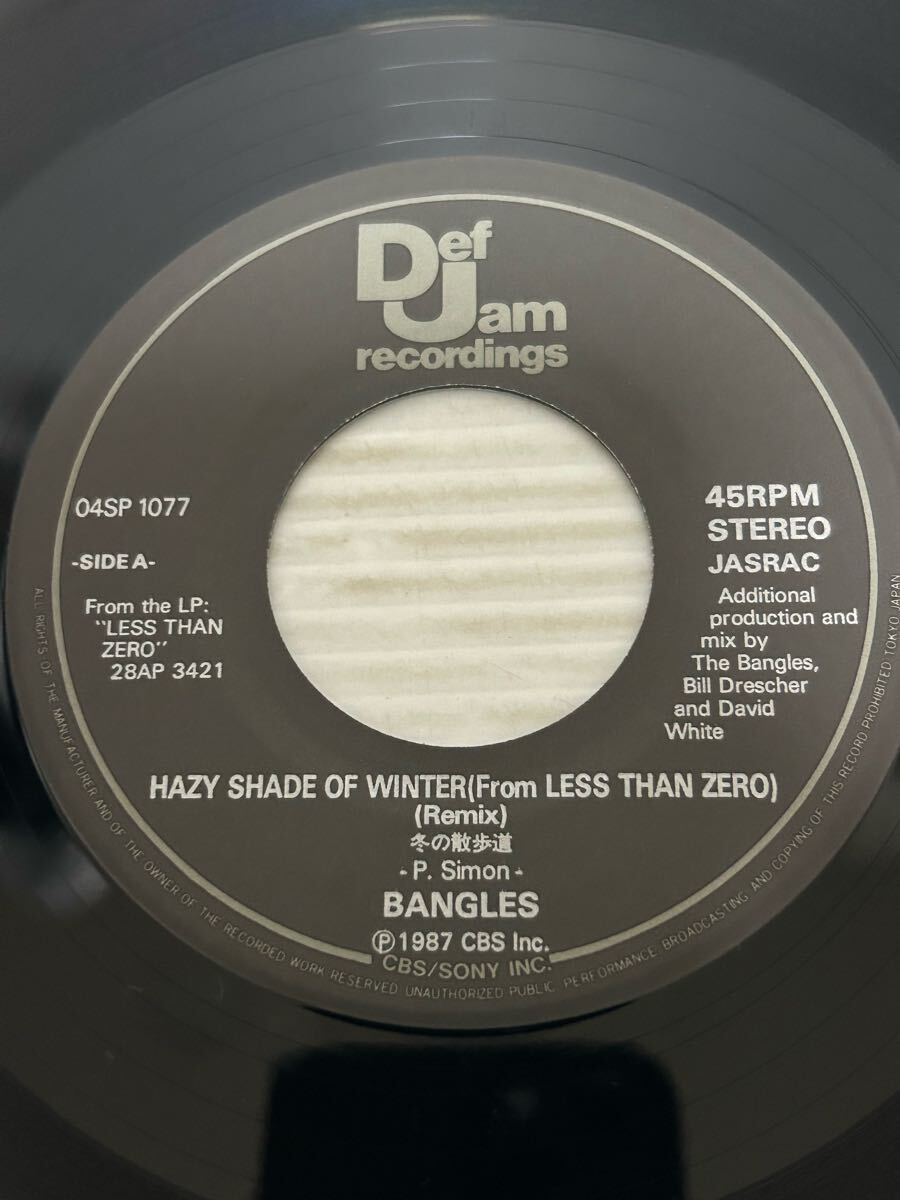 Def
Jam
recordings
04SP 1077
-SIDE A-
From the LP:
"LESS THAN
ZERO"
28AP 3421
45RPM
STEREO
JASRAC
Additional
production and
mix by
The Bangles,
Bill Drescher
and David
White
HAZY SHADE OF WINTER(From LESS THAN ZERO)
(Remix)
冬の散歩道
- P. Simon -
BANGLES
Ⓟ1987 CBS Inc.
CBS/SONY INC.
ALL RIGHTS OF THE MANUFACTURER AND OF THE OWNER OF THE RECORDED WORK RESERVED UNAUTHORIZED PUBLIC PERFORMANCE BROADCASTING AND COPYING OF THIS RECORD PROHIBITED TOKYO JAPAN